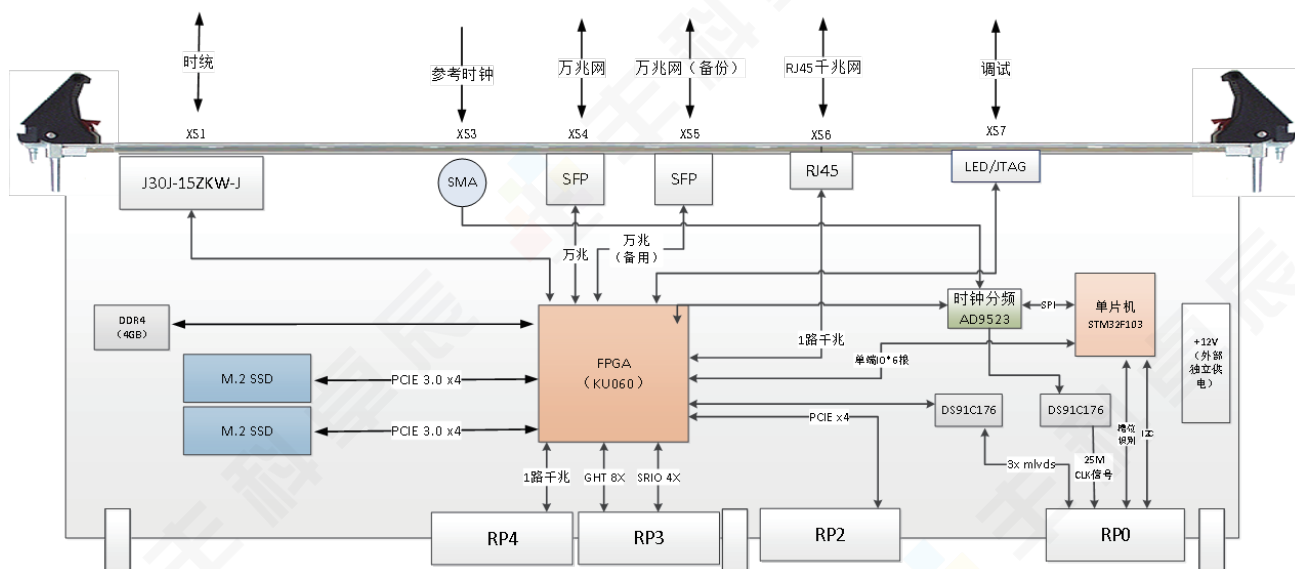 时统
参考时钟
万兆网
万兆网（备份）
RJ45千兆网
调试
XS1
XS3
XS4
XS5
XS6
XS7
J30J-15ZKW-J
SMA
SFP
SFP
RJ45
LED/JTAG
万兆
万兆
（备用）
DDR4
（4GB）
时钟分频
AD9523
SPI
单片机
STM32F103
+12V
（外部
独立供
电）
1路千兆
FPGA
（KU060）
单端IO*6根
M.2 SSD
PCIE 3.0 x4
M.2 SSD
PCIE 3.0 x4
PCIE x4
DS91C176
DS91C176
槽位
识别
3x mlvds
25M
CLK信号
1路千兆
GHT 8X
SRIO 4X
RP4
RP3
RP2
RP0